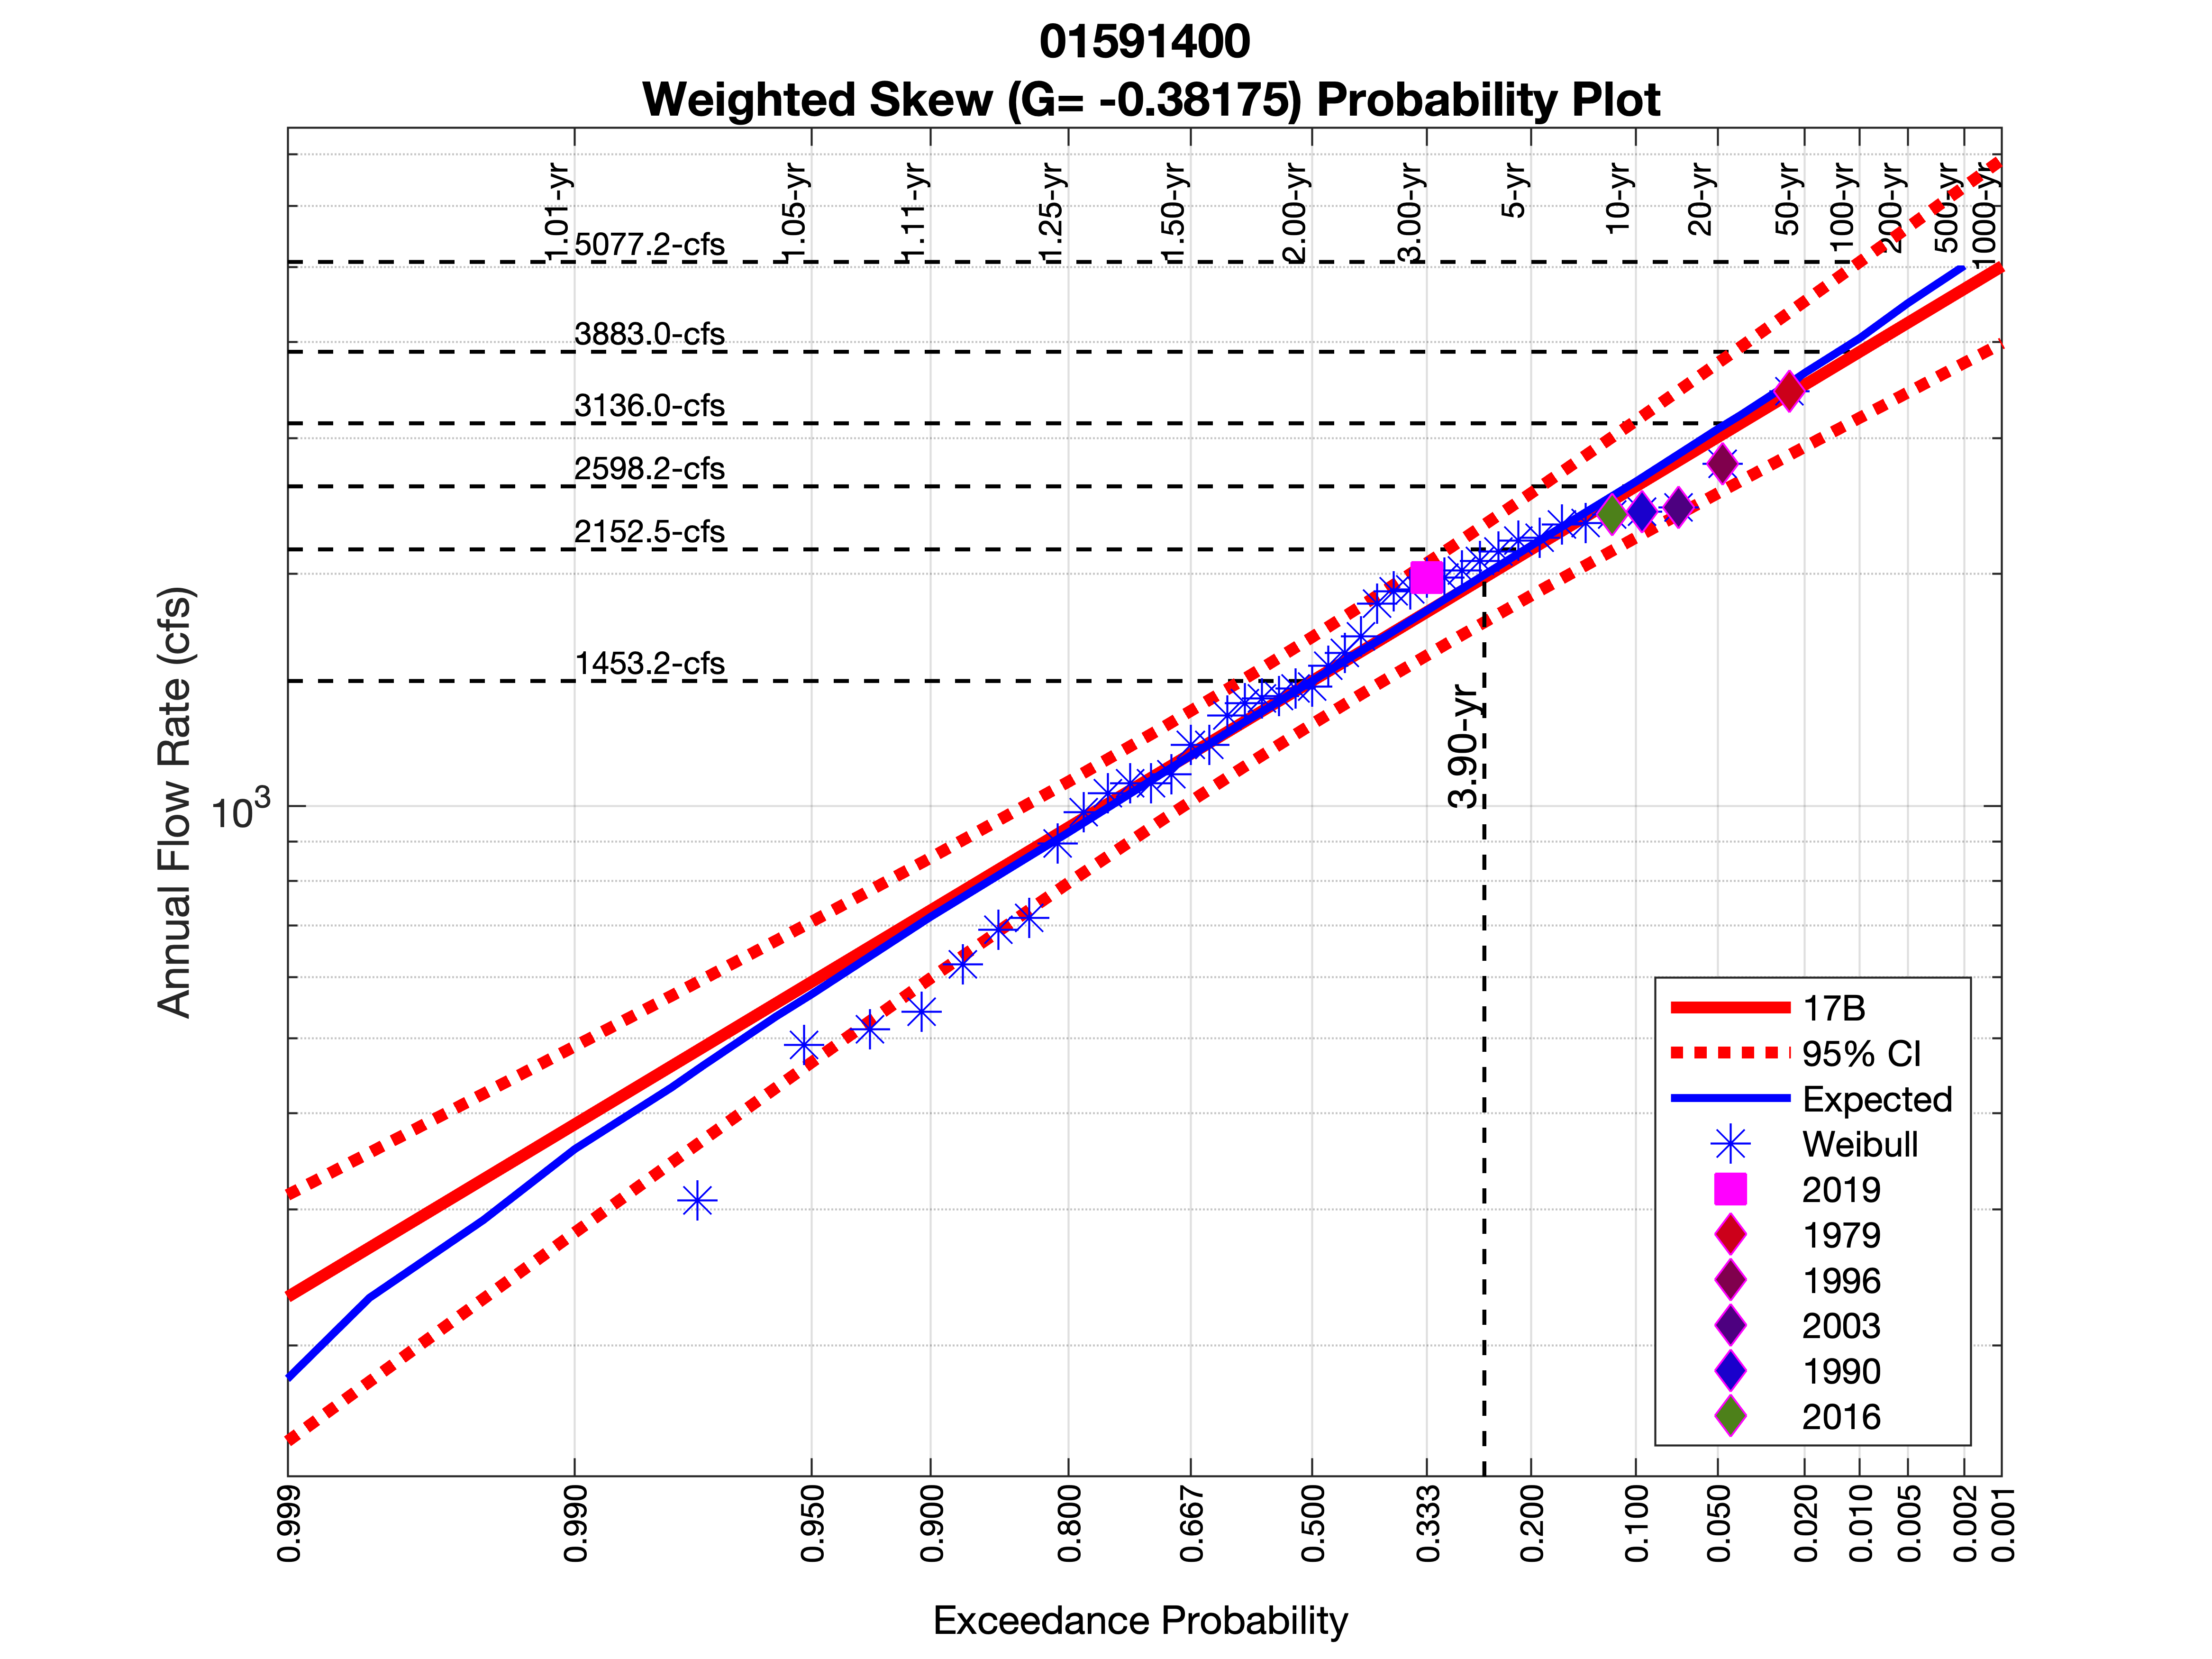 01591400
Weighted Skew (G= -0.38175) Probability Plot
1.01-yr
1.05-yr
1.11-yr
1.25-yr
1.50-yr
2.00-yr
3.00-yr
5-yr
10-yr
20-yr
50-yr
100-yr
200-yr
500-yr
1000-yr
5077.2-cfs
3883.0-cfs
3136.0-cfs
2598.2-cfs
2152.5-cfs
1453.2-cfs
3.90-yr
Annual Flow Rate (cfs)
10³
17B
95% CI
Expected
Weibull
2019
1979
1996
2003
1990
2016
0.999
0.990
0.950
0.900
0.800
0.667
0.500
0.333
0.200
0.100
0.050
0.020
0.010
0.005
0.002
0.001
Exceedance Probability